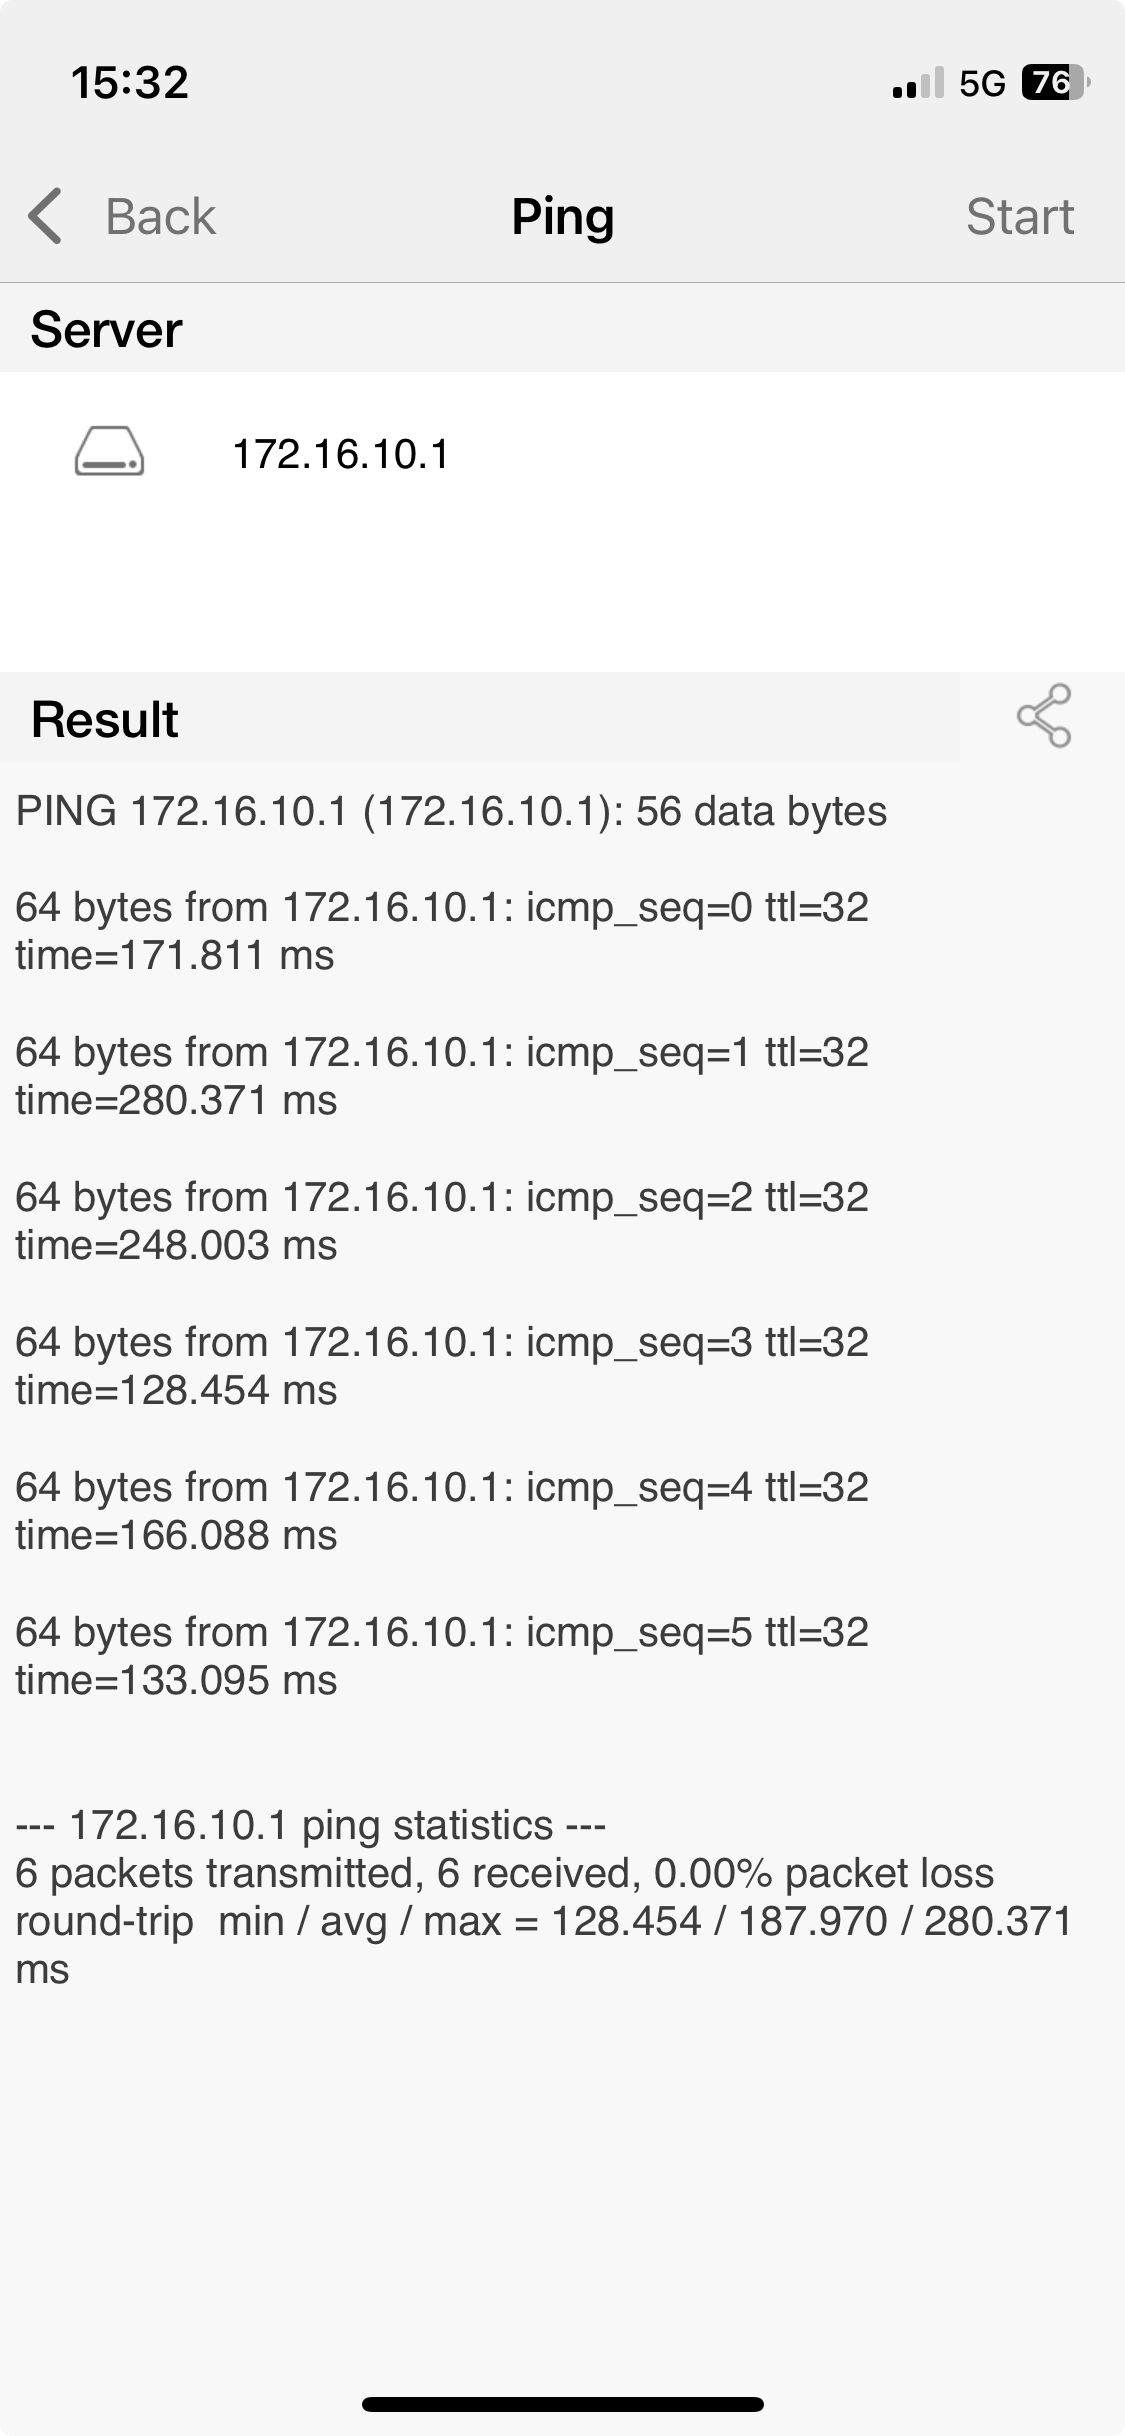 15:32
5G
76
Back
Ping
Start
Server
172.16.10.1
Result
PING 172.16.10.1 (172.16.10.1): 56 data bytes
64 bytes from 172.16.10.1: icmp_seq=0 ttl=32
time=171.811 ms
64 bytes from 172.16.10.1: icmp_seq=1 ttl=32
time=280.371 ms
64 bytes from 172.16.10.1: icmp_seq=2 ttl=32
time=248.003 ms
64 bytes from 172.16.10.1: icmp_seq=3 ttl=32
time=128.454 ms
64 bytes from 172.16.10.1: icmp_seq=4 ttl=32
time=166.088 ms
64 bytes from 172.16.10.1: icmp_seq=5 ttl=32
time=133.095 ms
--- 172.16.10.1 ping statistics ---
6 packets transmitted, 6 received, 0.00% packet loss
round-trip  min / avg / max = 128.454 / 187.970 / 280.371
ms